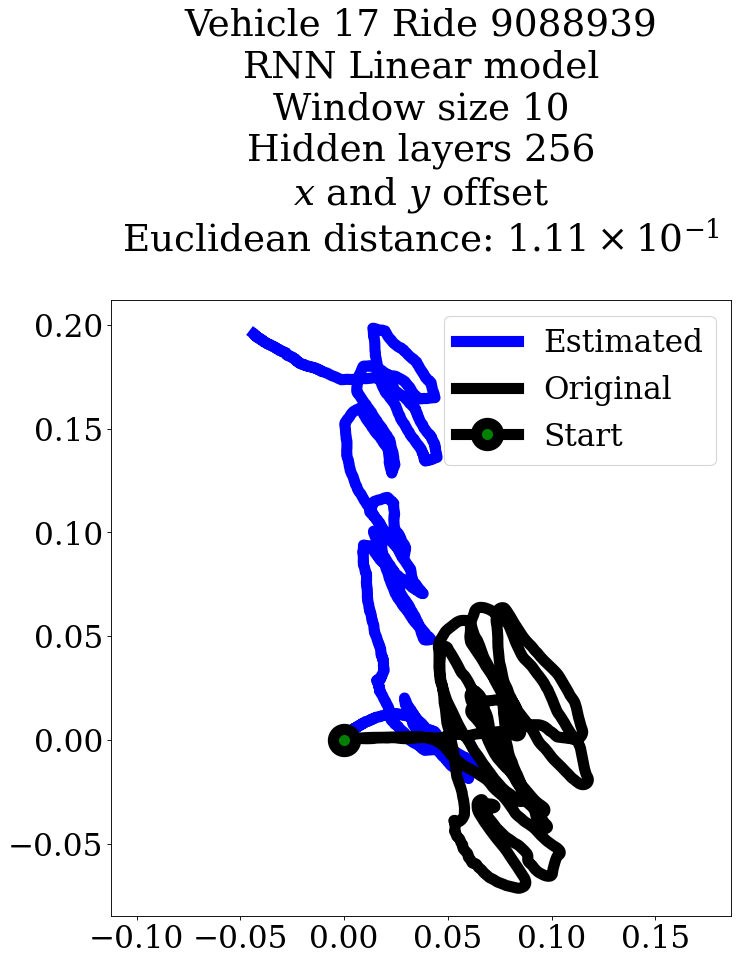 Vehicle 17 Ride 9088939
RNN Linear model
Window size 10
Hidden layers 256
x and y offset
Euclidean distance: 1.11 × 10⁻¹
Estimated
Original
Start
0.20
0.15
0.10
0.05
0.00
−0.05
−0.10 −0.05 0.00 0.05 0.10 0.15